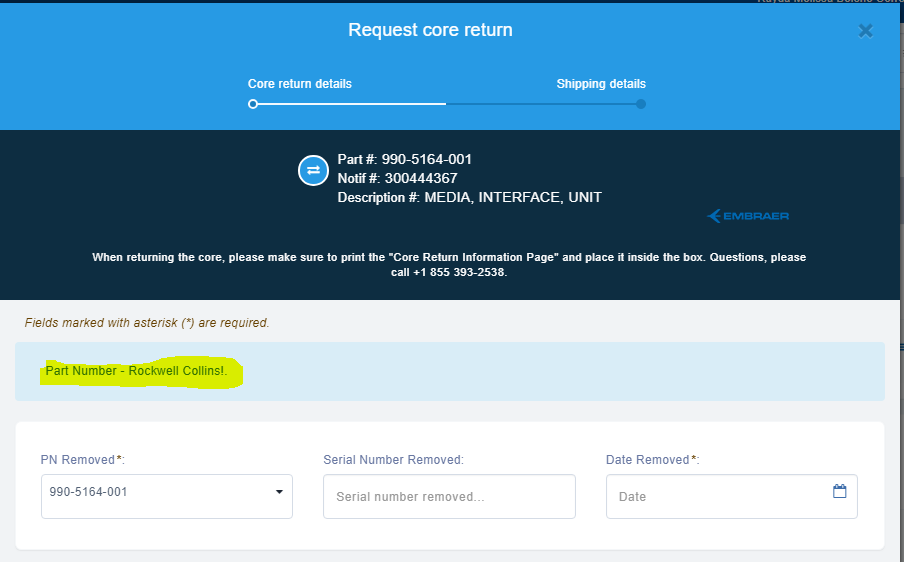 Request core return
Core return details
Shipping details
Part #: 990-5164-001
Notif #: 300444367
Description #: MEDIA, INTERFACE, UNIT
EMBRAER
When returning the core, please make sure to print the "Core Return Information Page" and place it inside the box. Questions, please
call +1 855 393-2538.
Fields marked with asterisk (*) are required.
Part Number - Rockwell Collins!.
PN Removed*:
Serial Number Removed:
Date Removed*:
990-5164-001
Serial number removed...
Date